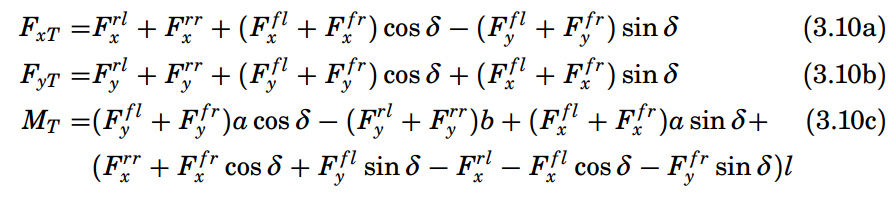 F_{xT} = F_x^{rl} + F_x^{rr} + (F_x^{fl} + F_x^{fr}) cos δ − (F_y^{fl} + F_y^{fr}) sin δ (3.10a)
F_{yT} = F_y^{rl} + F_y^{rr} + (F_y^{fl} + F_y^{fr}) cos δ + (F_x^{fl} + F_x^{fr}) sin δ (3.10b)
M_T = (F_y^{fl} + F_y^{fr}) a cos δ − (F_y^{rl} + F_y^{rr}) b + (F_x^{fl} + F_x^{fr}) a sin δ + (3.10c)
(F_x^{rr} + F_x^{fr} cos δ + F_y^{fl} sin δ − F_x^{rl} − F_x^{fl} cos δ − F_y^{fr} sin δ) l